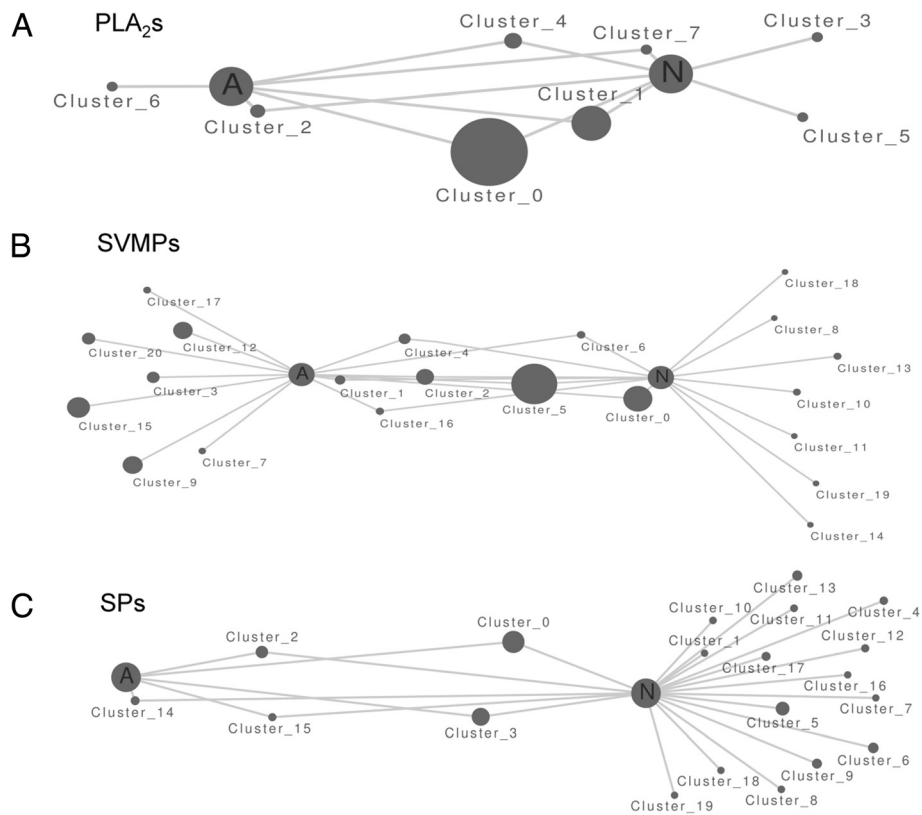 A PLA₂s
Cluster_4
Cluster_7
Cluster_3
A
N
Cluster_6
Cluster_1
Cluster_2
Cluster_5
Cluster_0
B SVMPs
Cluster_18
Cluster_17
Cluster_8
Cluster_12
Cluster_6
Cluster_20
Cluster_4
Cluster_13
A
N
Cluster_3
Cluster_1
Cluster_2
Cluster_5
Cluster_10
Cluster_15
Cluster_16
Cluster_0
Cluster_11
Cluster_7
Cluster_9
Cluster_19
Cluster_14
C SPs
Cluster_13
Cluster_10
Cluster_11
Cluster_4
Cluster_2
Cluster_0
Cluster_1
Cluster_12
Cluster_17
A
N
Cluster_16
Cluster_14
Cluster_7
Cluster_15
Cluster_3
Cluster_5
Cluster_6
Cluster_9
Cluster_18
Cluster_8
Cluster_19